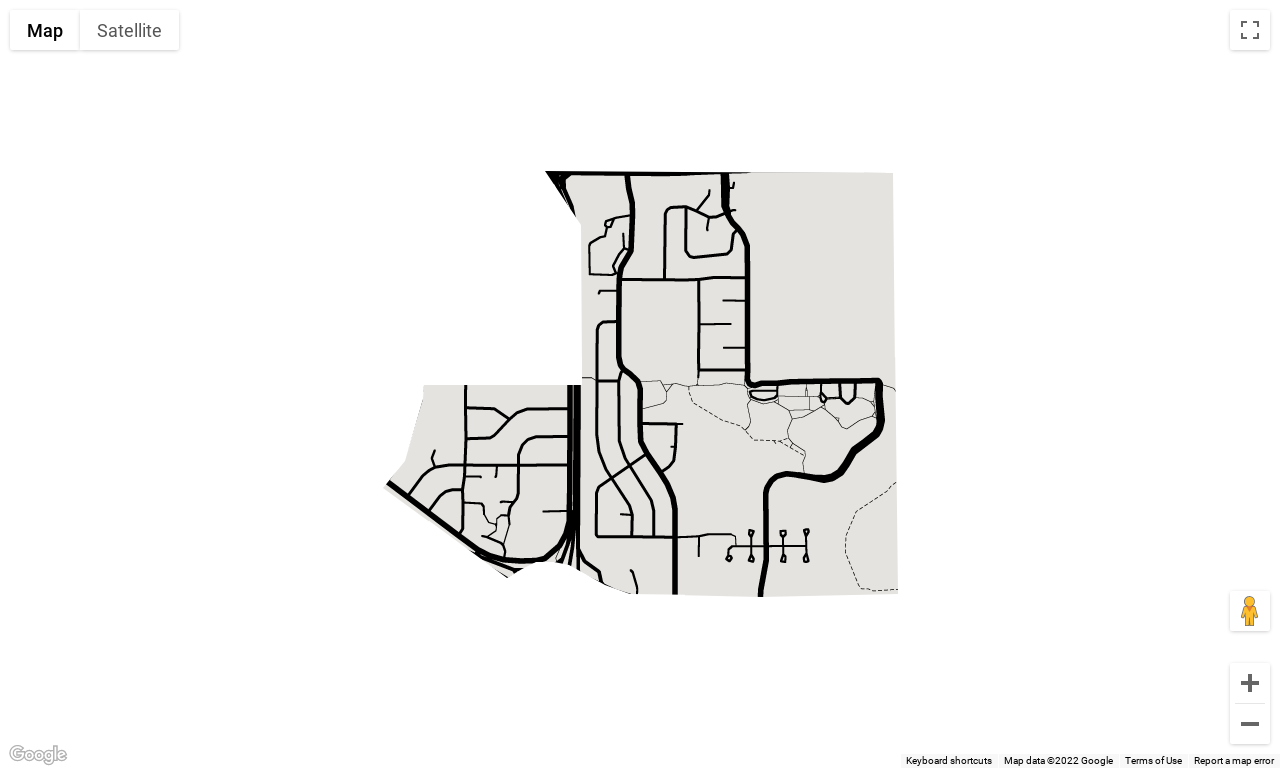 Map Satellite
Google
Keyboard shortcuts Map data ©2022 Google Terms of Use Report a map error